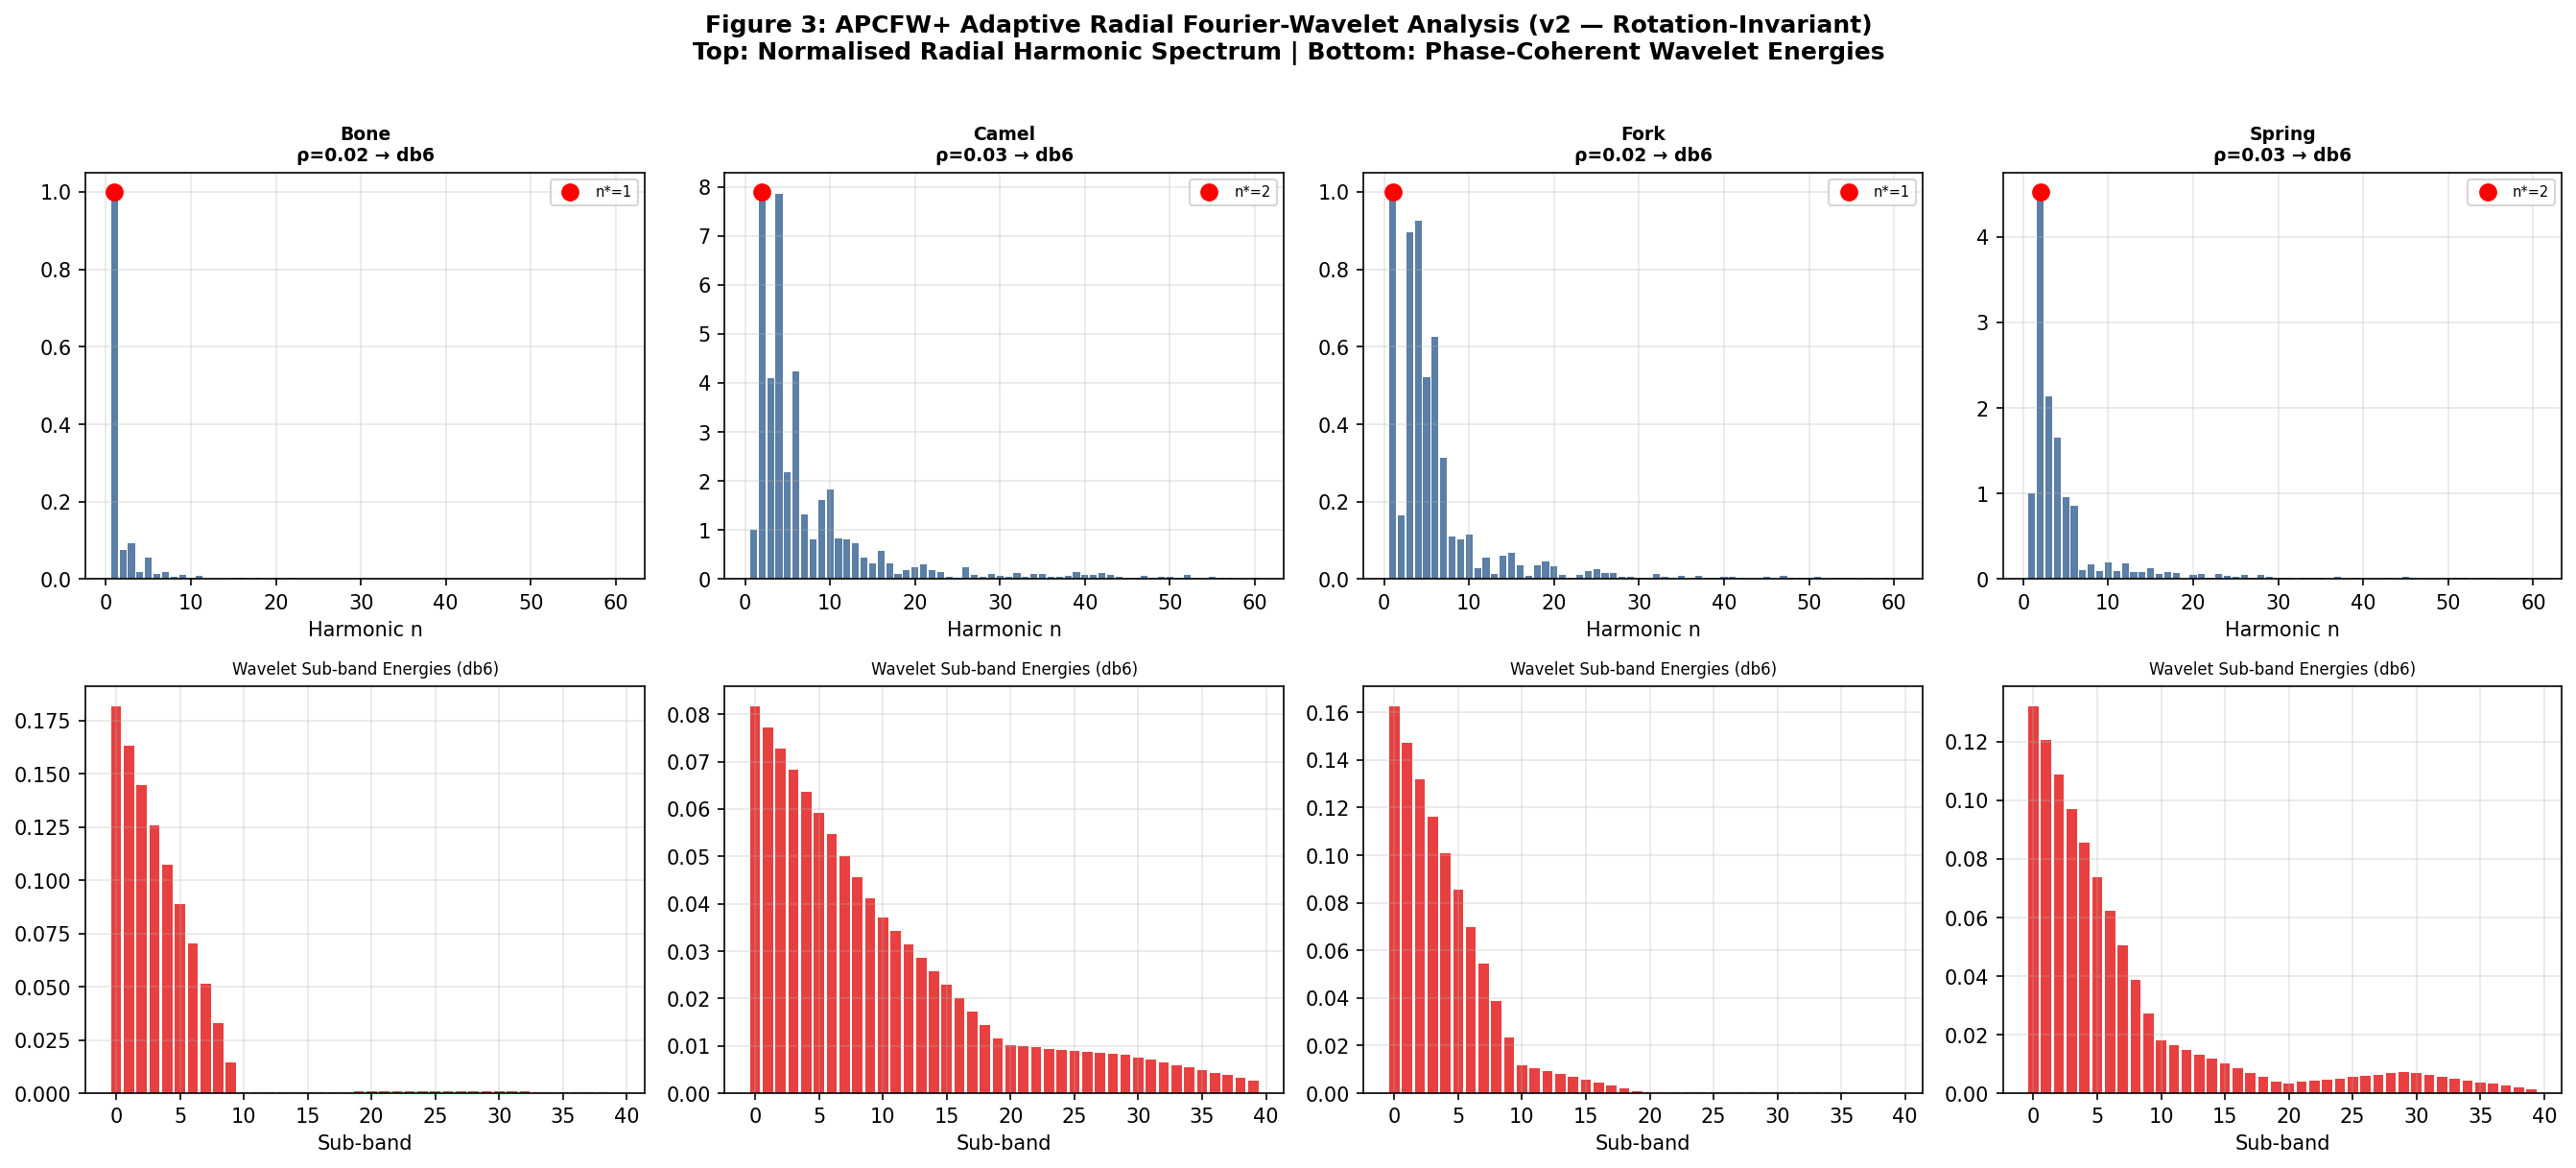 Figure 3: APCFW+ Adaptive Radial Fourier-Wavelet Analysis (v2 — Rotation-Invariant)
Top: Normalised Radial Harmonic Spectrum | Bottom: Phase-Coherent Wavelet Energies
Bone
ρ=0.02 → db6
n*=1
1.0
0.8
0.6
0.4
0.2
0.0
0 10 20 30 40 50 60
Harmonic n
Camel
ρ=0.03 → db6
n*=2
8
7
6
5
4
3
2
1
0
0 10 20 30 40 50 60
Harmonic n
Fork
ρ=0.02 → db6
n*=1
1.0
0.8
0.6
0.4
0.2
0.0
0 10 20 30 40 50 60
Harmonic n
Spring
ρ=0.03 → db6
n*=2
4
3
2
1
0
0 10 20 30 40 50 60
Harmonic n
Wavelet Sub-band Energies (db6)
0.175
0.150
0.125
0.100
0.075
0.050
0.025
0.000
0 5 10 15 20 25 30 35 40
Sub-band
Wavelet Sub-band Energies (db6)
0.08
0.07
0.06
0.05
0.04
0.03
0.02
0.01
0.00
0 5 10 15 20 25 30 35 40
Sub-band
Wavelet Sub-band Energies (db6)
0.16
0.14
0.12
0.10
0.08
0.06
0.04
0.02
0.00
0 5 10 15 20 25 30 35 40
Sub-band
Wavelet Sub-band Energies (db6)
0.12
0.10
0.08
0.06
0.04
0.02
0.00
0 5 10 15 20 25 30 35 40
Sub-band